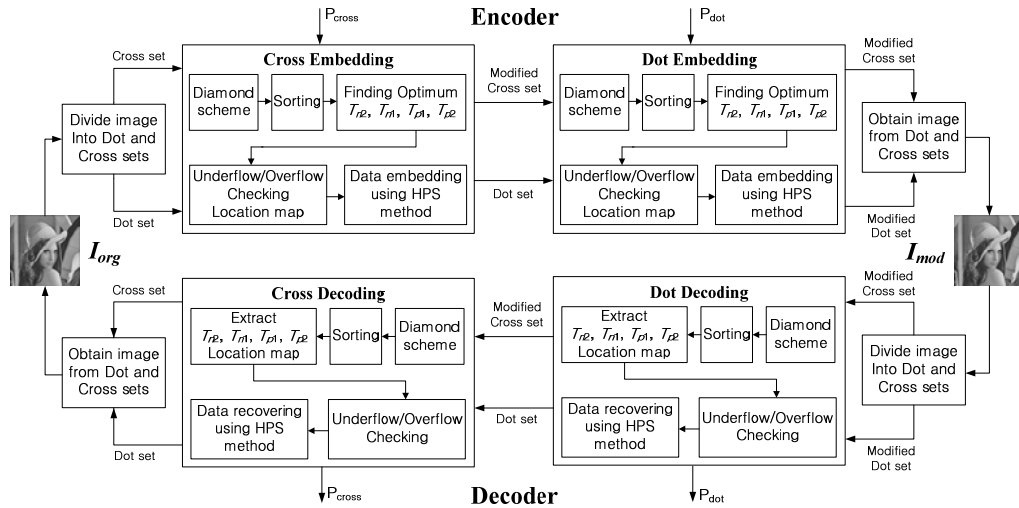 Encoder
P_cross
P_dot
Cross set
Divide image
Into Dot and
Cross sets
Dot set
Cross Embedding
Diamond
scheme
Sorting
Finding Optimum
T_n2, T_n1, T_p1, T_p2
Underflow/Overflow
Checking
Location map
Data embedding
using HPS
method
Modified
Cross set
Dot set
Dot Embedding
Diamond
scheme
Sorting
Finding Optimum
T_n2, T_n1, T_p1, T_p2
Underflow/Overflow
Checking
Location map
Data embedding
using HPS
method
Modified
Cross set
Obtain image
from Dot and
Cross sets
Modified
Dot set
I_org
I_mod
Cross set
Obtain image
from Dot and
Cross sets
Dot set
Cross Decoding
Extract
T_n2, T_n1, T_p1, T_p2
Location map
Sorting
Diamond
scheme
Data recovering
using HPS
method
Underflow/Overflow
Checking
Modified
Cross set
Dot set
Dot Decoding
Extract
T_n2, T_n1, T_p1, T_p2
Location map
Sorting
Diamond
scheme
Data recovering
using HPS
method
Underflow/Overflow
Checking
Modified
Cross set
Divide image
Into Dot and
Cross sets
Modified
Dot set
P_cross
Decoder
P_dot